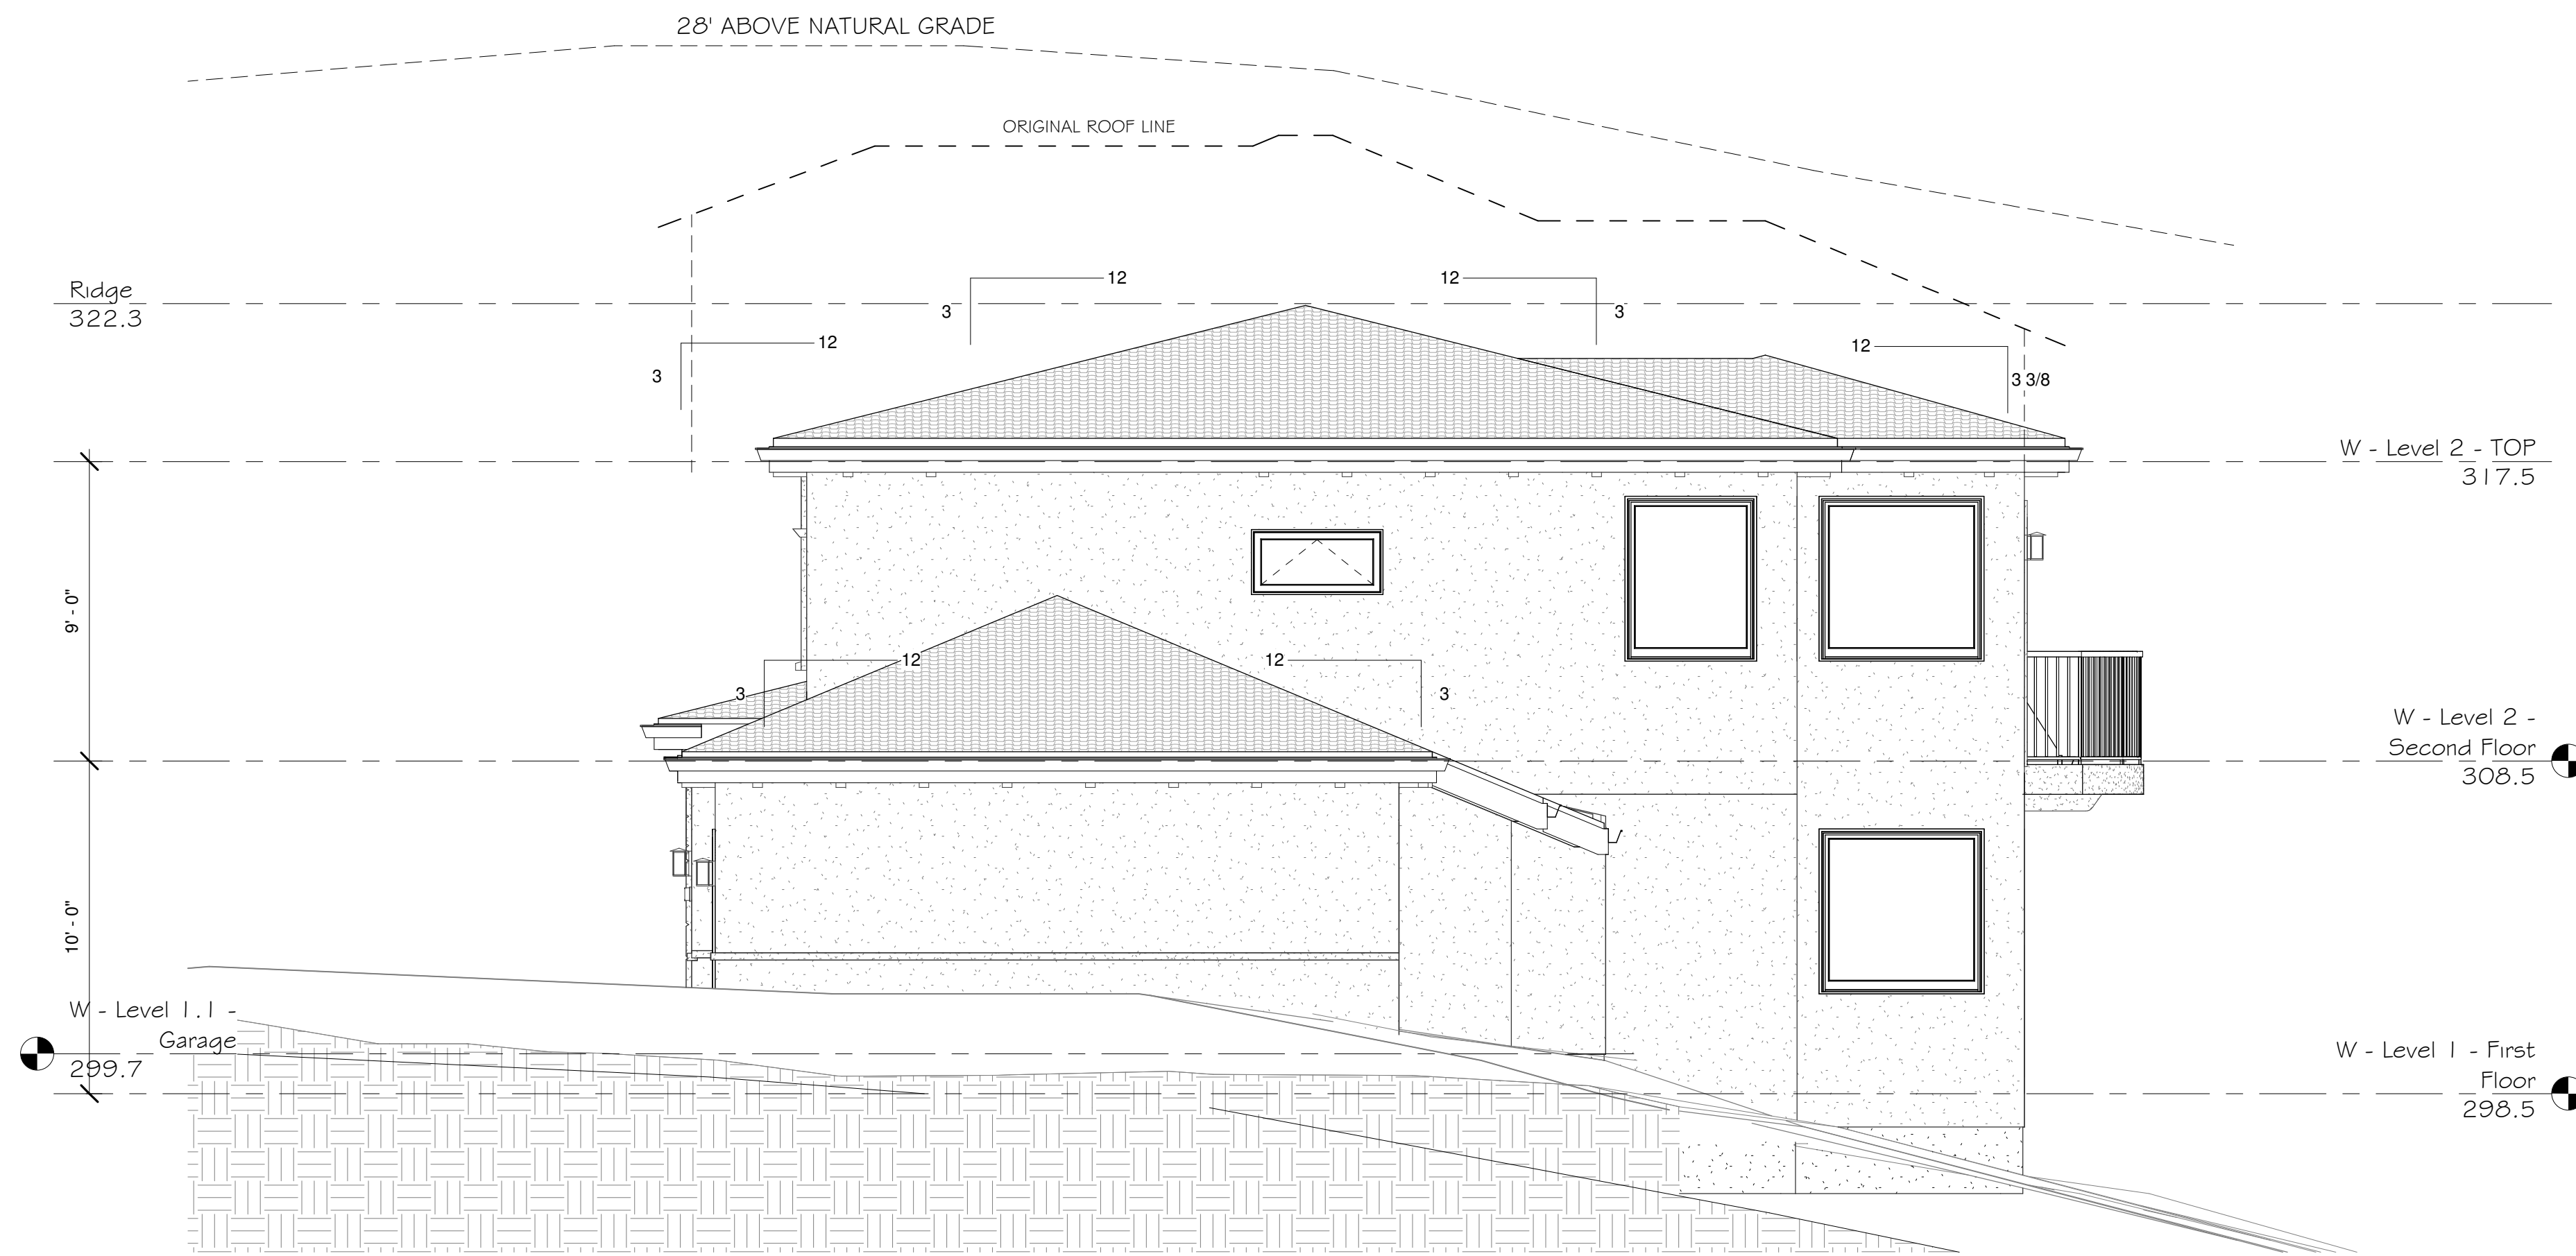 28' ABOVE NATURAL GRADE
ORIGINAL ROOF LINE
Ridge
322.3
12
12
3
3
12
12
3
3 3/8
W - Level 2 - TOP
317.5
9' - 0"
12
12
3
3
W - Level 2 -
Second Floor
308.5
10' - 0"
W - Level 1.1 -
Garage
299.7
W - Level 1 - First
Floor
298.5